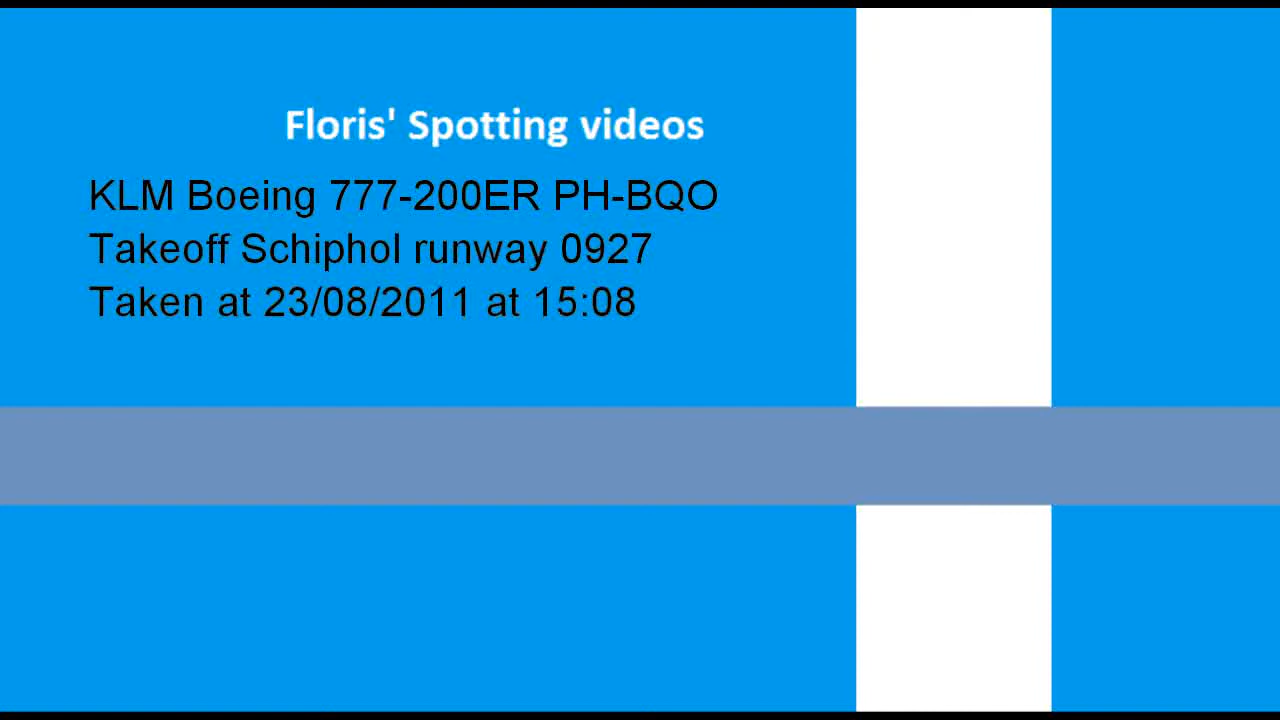 Floris' Spotting videos
KLM Boeing 777-200ER PH-BQO
Takeoff Schiphol runway 0927
Taken at 23/08/2011 at 15:08